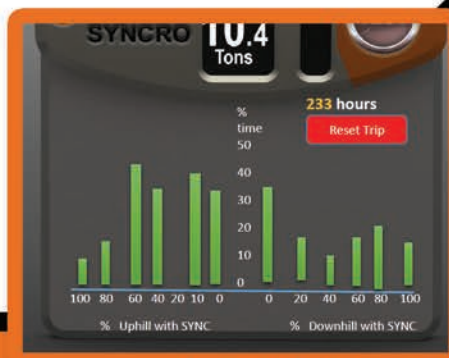 SYNCRO
10.4
Tons
233 hours
Reset Trip
%
time
50
40
30
20
10
0
100 80 60 40 20 10 0
0 20 40 60 80 100
% Uphill with SYNC
% Downhill with SYNC